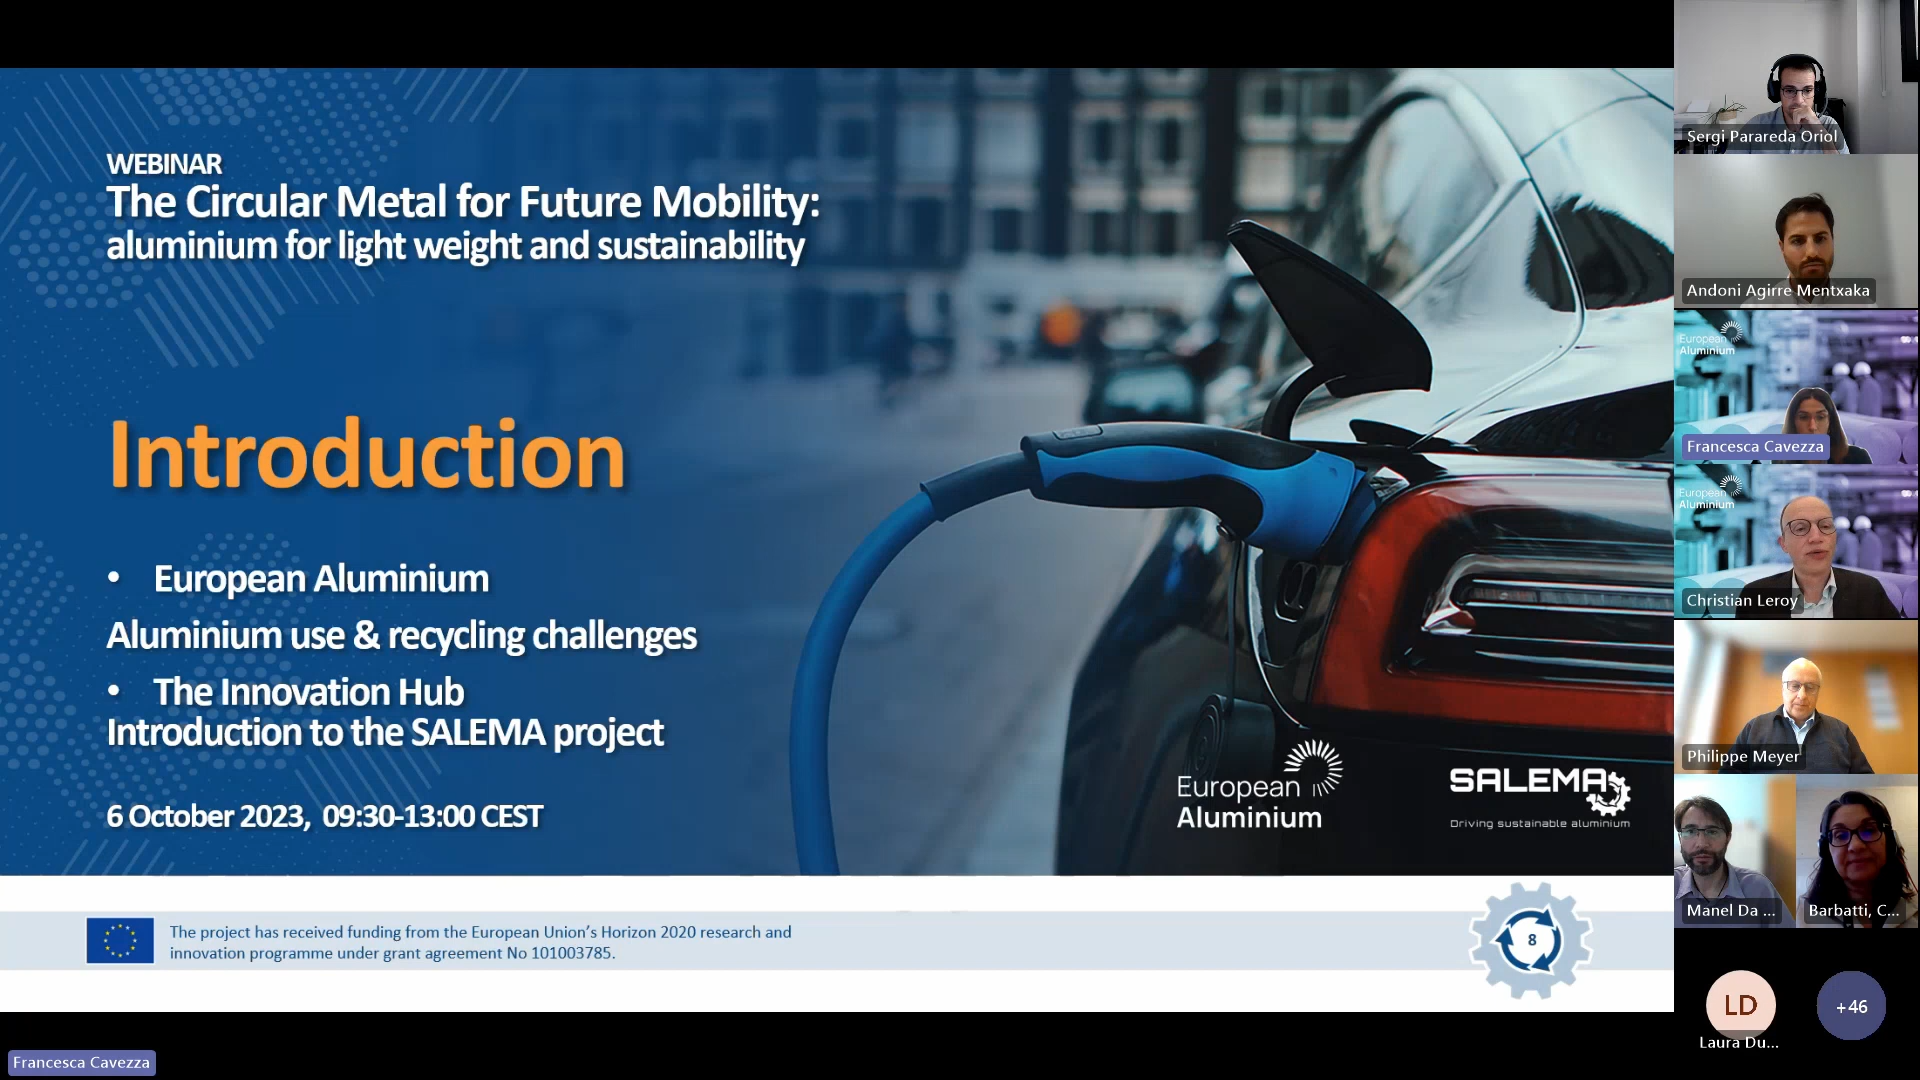 WEBINAR
The Circular Metal for Future Mobility:
aluminium for light weight and sustainability
Introduction
• European Aluminium
Aluminium use & recycling challenges
• The Innovation Hub
Introduction to the SALEMA project
6 October 2023, 09:30-13:00 CEST
European
Aluminium
SALEMA
Driving sustainable aluminium
The project has received funding from the European Union's Horizon 2020 research and
innovation programme under grant agreement No 101003785.
8
Francesca Cavezza
Sergi Parareda Oriol
Andoni Agirre Mentxaka
European
Aluminium
Francesca Cavezza
European
Aluminium
Christian Leroy
Philippe Meyer
Manel Da ...
Barbatti, C...
LD
Laura Du...
+46